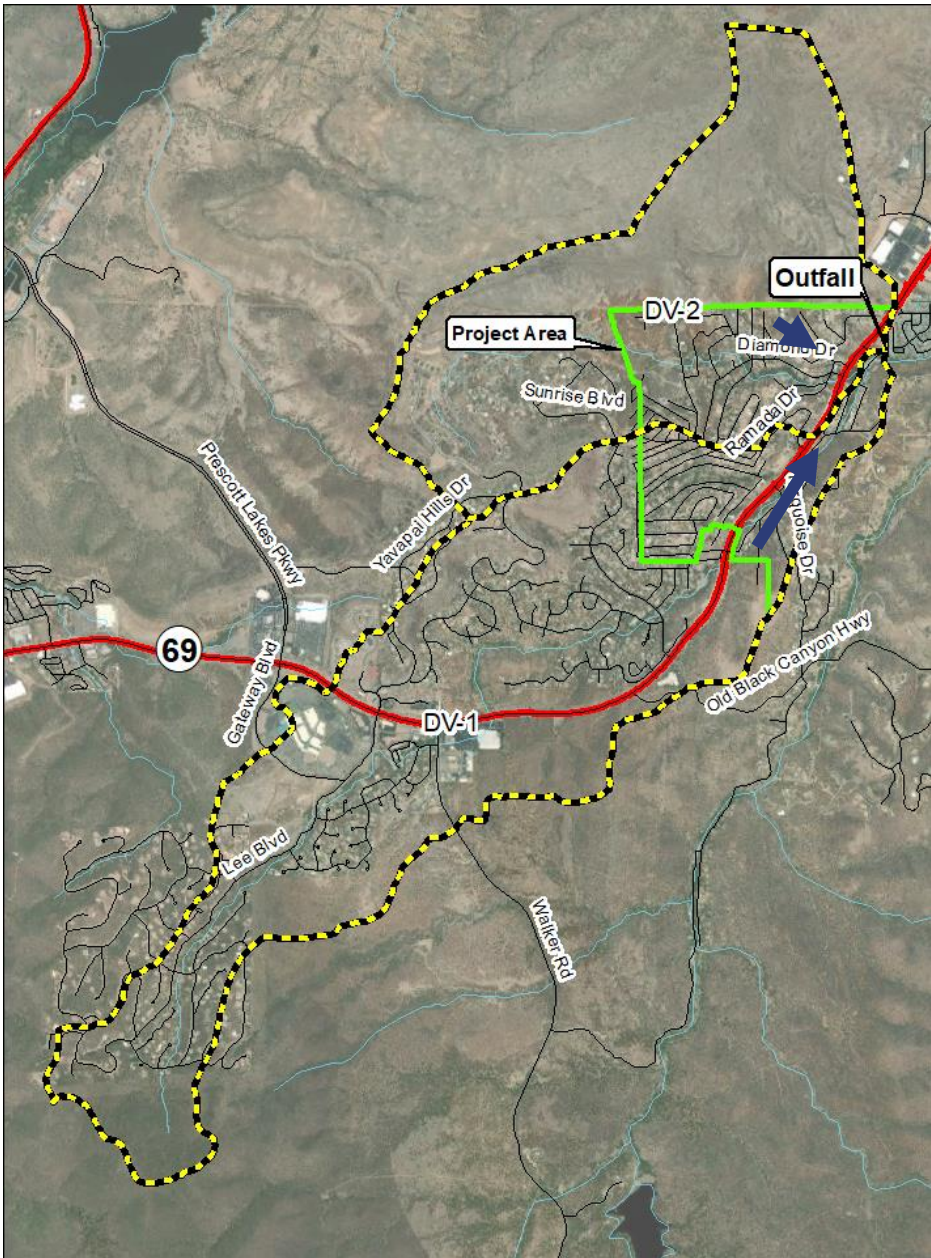 Outfall
DV-2
Project Area
Diamond Dr
Sunrise Blvd
Ramada Dr
Prescott Lakes Pkwy
Yavapai Hills Dr
quoise Dr
69
Gateway Blvd
Old Black Canyon Hwy
DV-1
Lee Blvd
Walker Rd